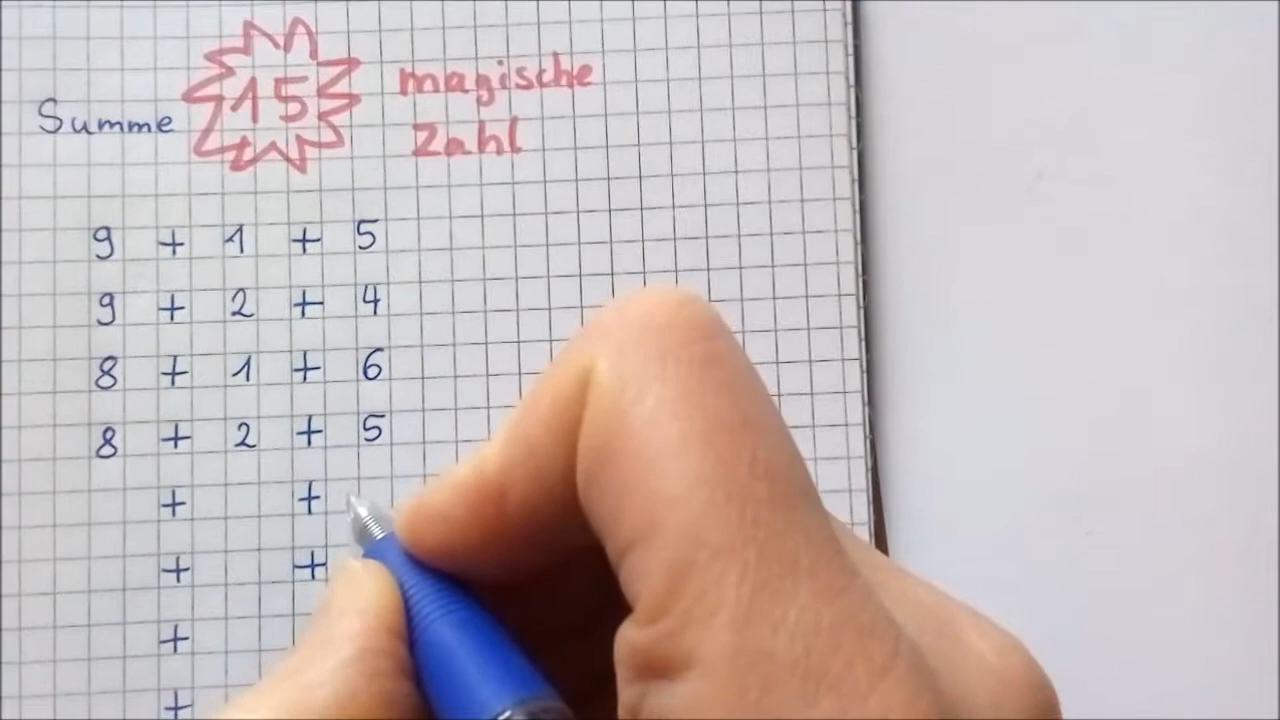 Summe 15 magische
Zahl
9 + 1 + 5
9 + 2 + 4
8 + 1 + 6
8 + 2 + 5
+ +
+ +
+
+